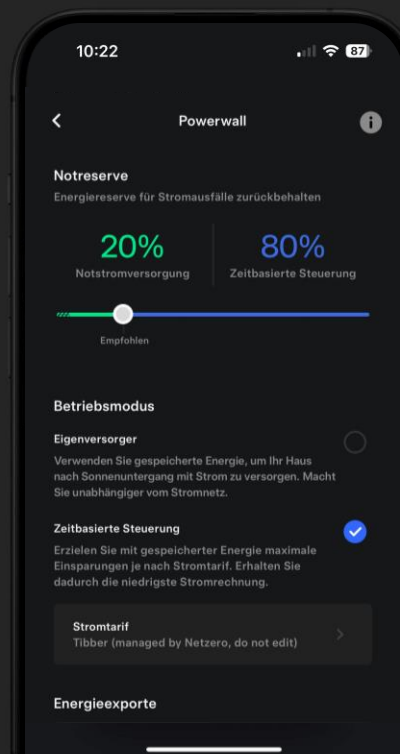 10:22
87
Powerwall
Notreserve
Energiereserve für Stromausfälle zurückbehalten
20%
80%
Notstromversorgung
Zeitbasierte Steuerung
Empfohlen
Betriebsmodus
Eigenversorger
Verwenden Sie gespeicherte Energie, um Ihr Haus
nach Sonnenuntergang mit Strom zu versorgen. Macht
Sie unabhängiger vom Stromnetz.
Zeitbasierte Steuerung
Erzielen Sie mit gespeicherter Energie maximale
Einsparungen je nach Stromtarif. Erhalten Sie
dadurch die niedrigste Stromrechnung.
Stromtarif
Tibber (managed by Netzero, do not edit)
Energieexporte